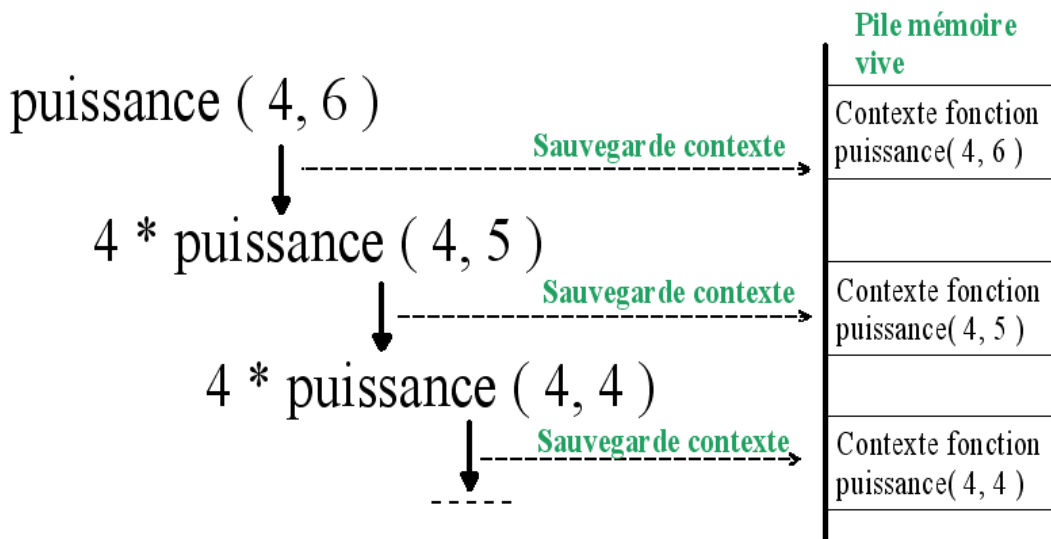 Pile mémoire
vive
puissance ( 4, 6 )
Sauvegarde contexte
Contexte fonction
puissance( 4, 6 )
4 * puissance ( 4, 5 )
Sauvegarde contexte
Contexte fonction
puissance( 4, 5 )
4 * puissance ( 4, 4 )
Sauvegarde contexte
Contexte fonction
puissance( 4, 4 )